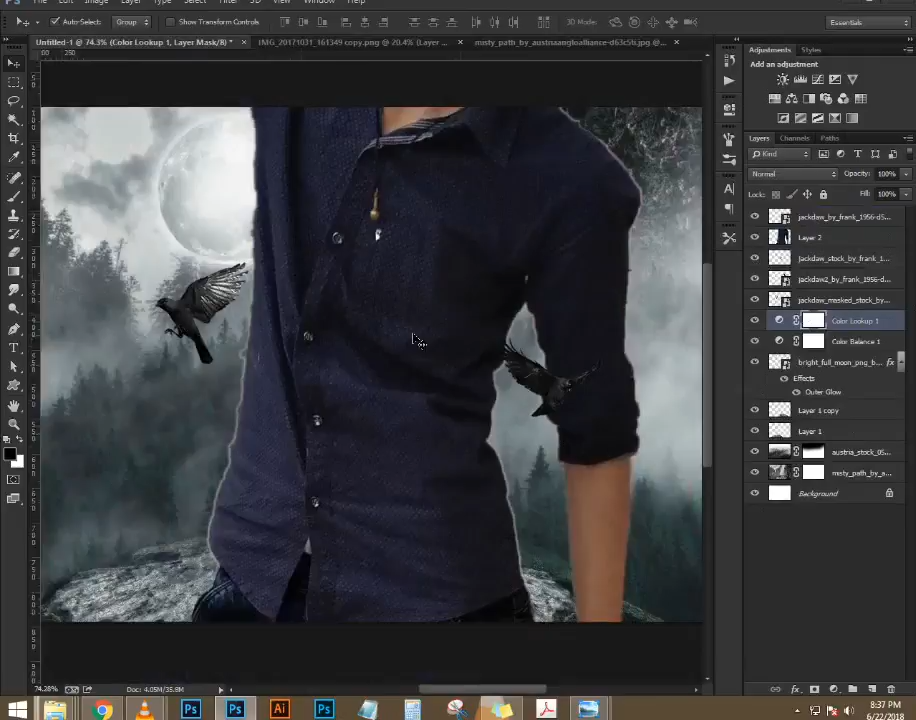 Auto-Select: Group Show Transform Controls 3D Mode: Essentials
Untitled-1 @ 74.3% (Color Lookup 1, Layer Mask/8) * IMG_20171031_161349 copy.png @ 20.4% (Layer ...
Adjustments Styles
Add an adjustment
Layers Channels Paths
Kind
Normal Opacity: 100%
Lock: Fill: 100%
jackdaw_by_frank_1956-d5...
Layer 2
jackdaw_stock_by_frank_1...
jackdaw2_by_frank_1956-d...
jackdaw_masked_stock_by...
Color Lookup 1
Color Balance 1
bright_full_moon_png_b... fx
Effects
Outer Glow
Layer 1 copy
Layer 1
austria_stock_05...
misty_path_by_a...
Background
74.28% Doc: 4.05M/35.8M
8:37 PM
6/22/2018